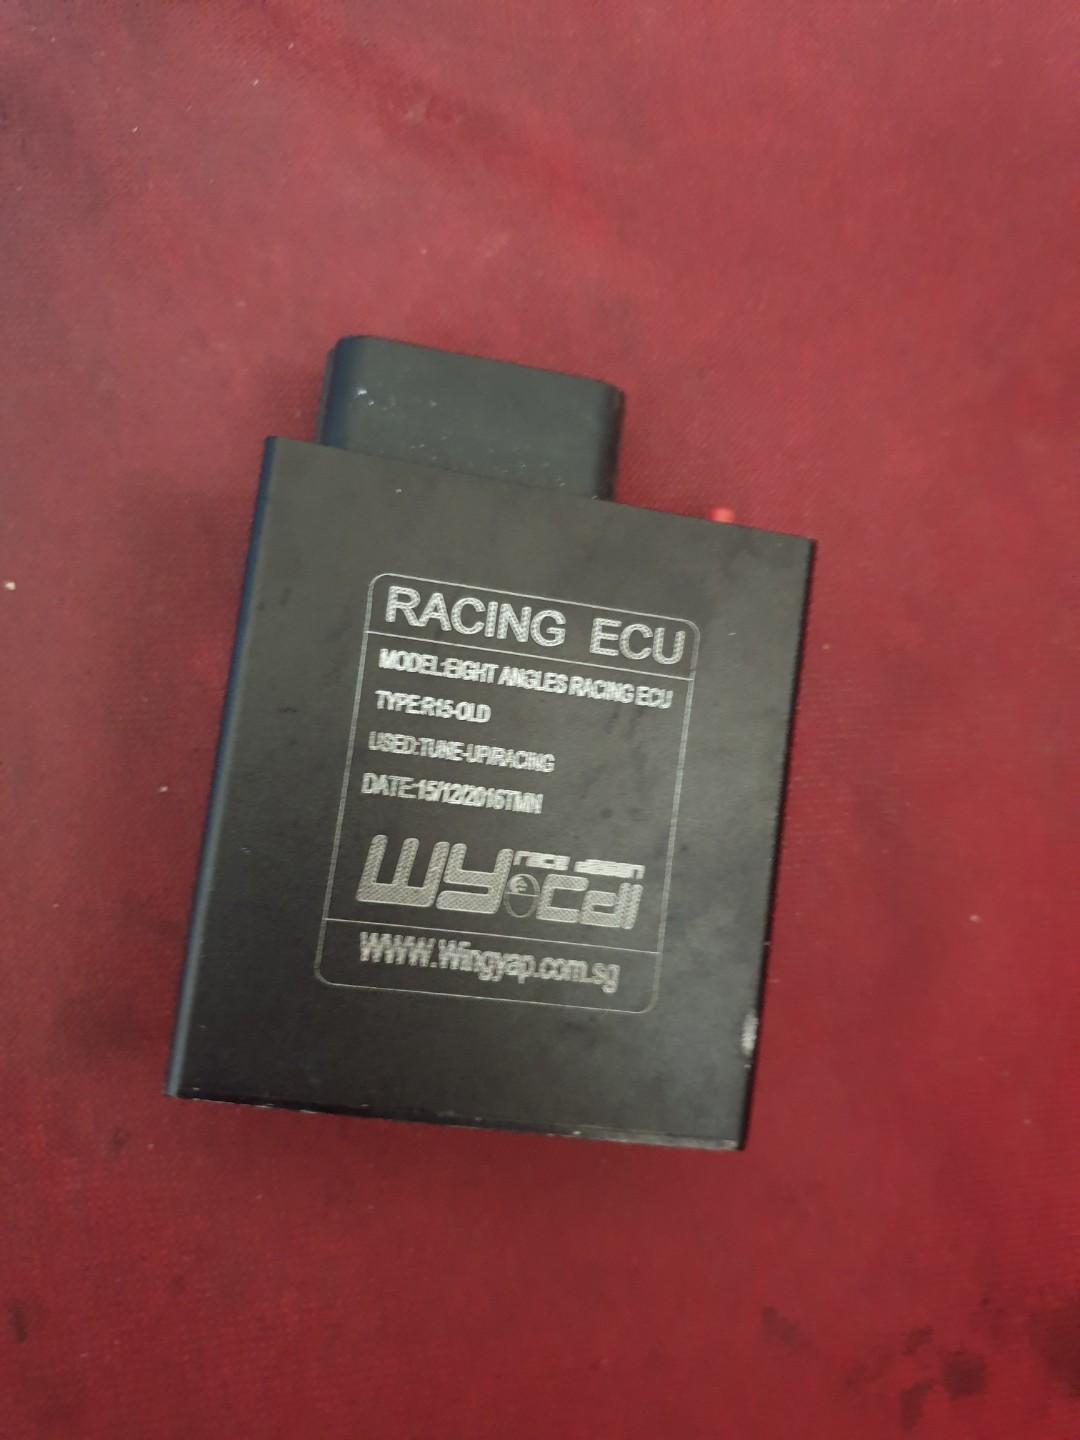 RACING ECU
MODEL:EIGHT ANGLES RACING ECU
TYPE:R15-OLD
USED:TUNE-UP/RACING
DATE:15/12/2016TMN
race
WY
WWW.Wingyap.com.sg